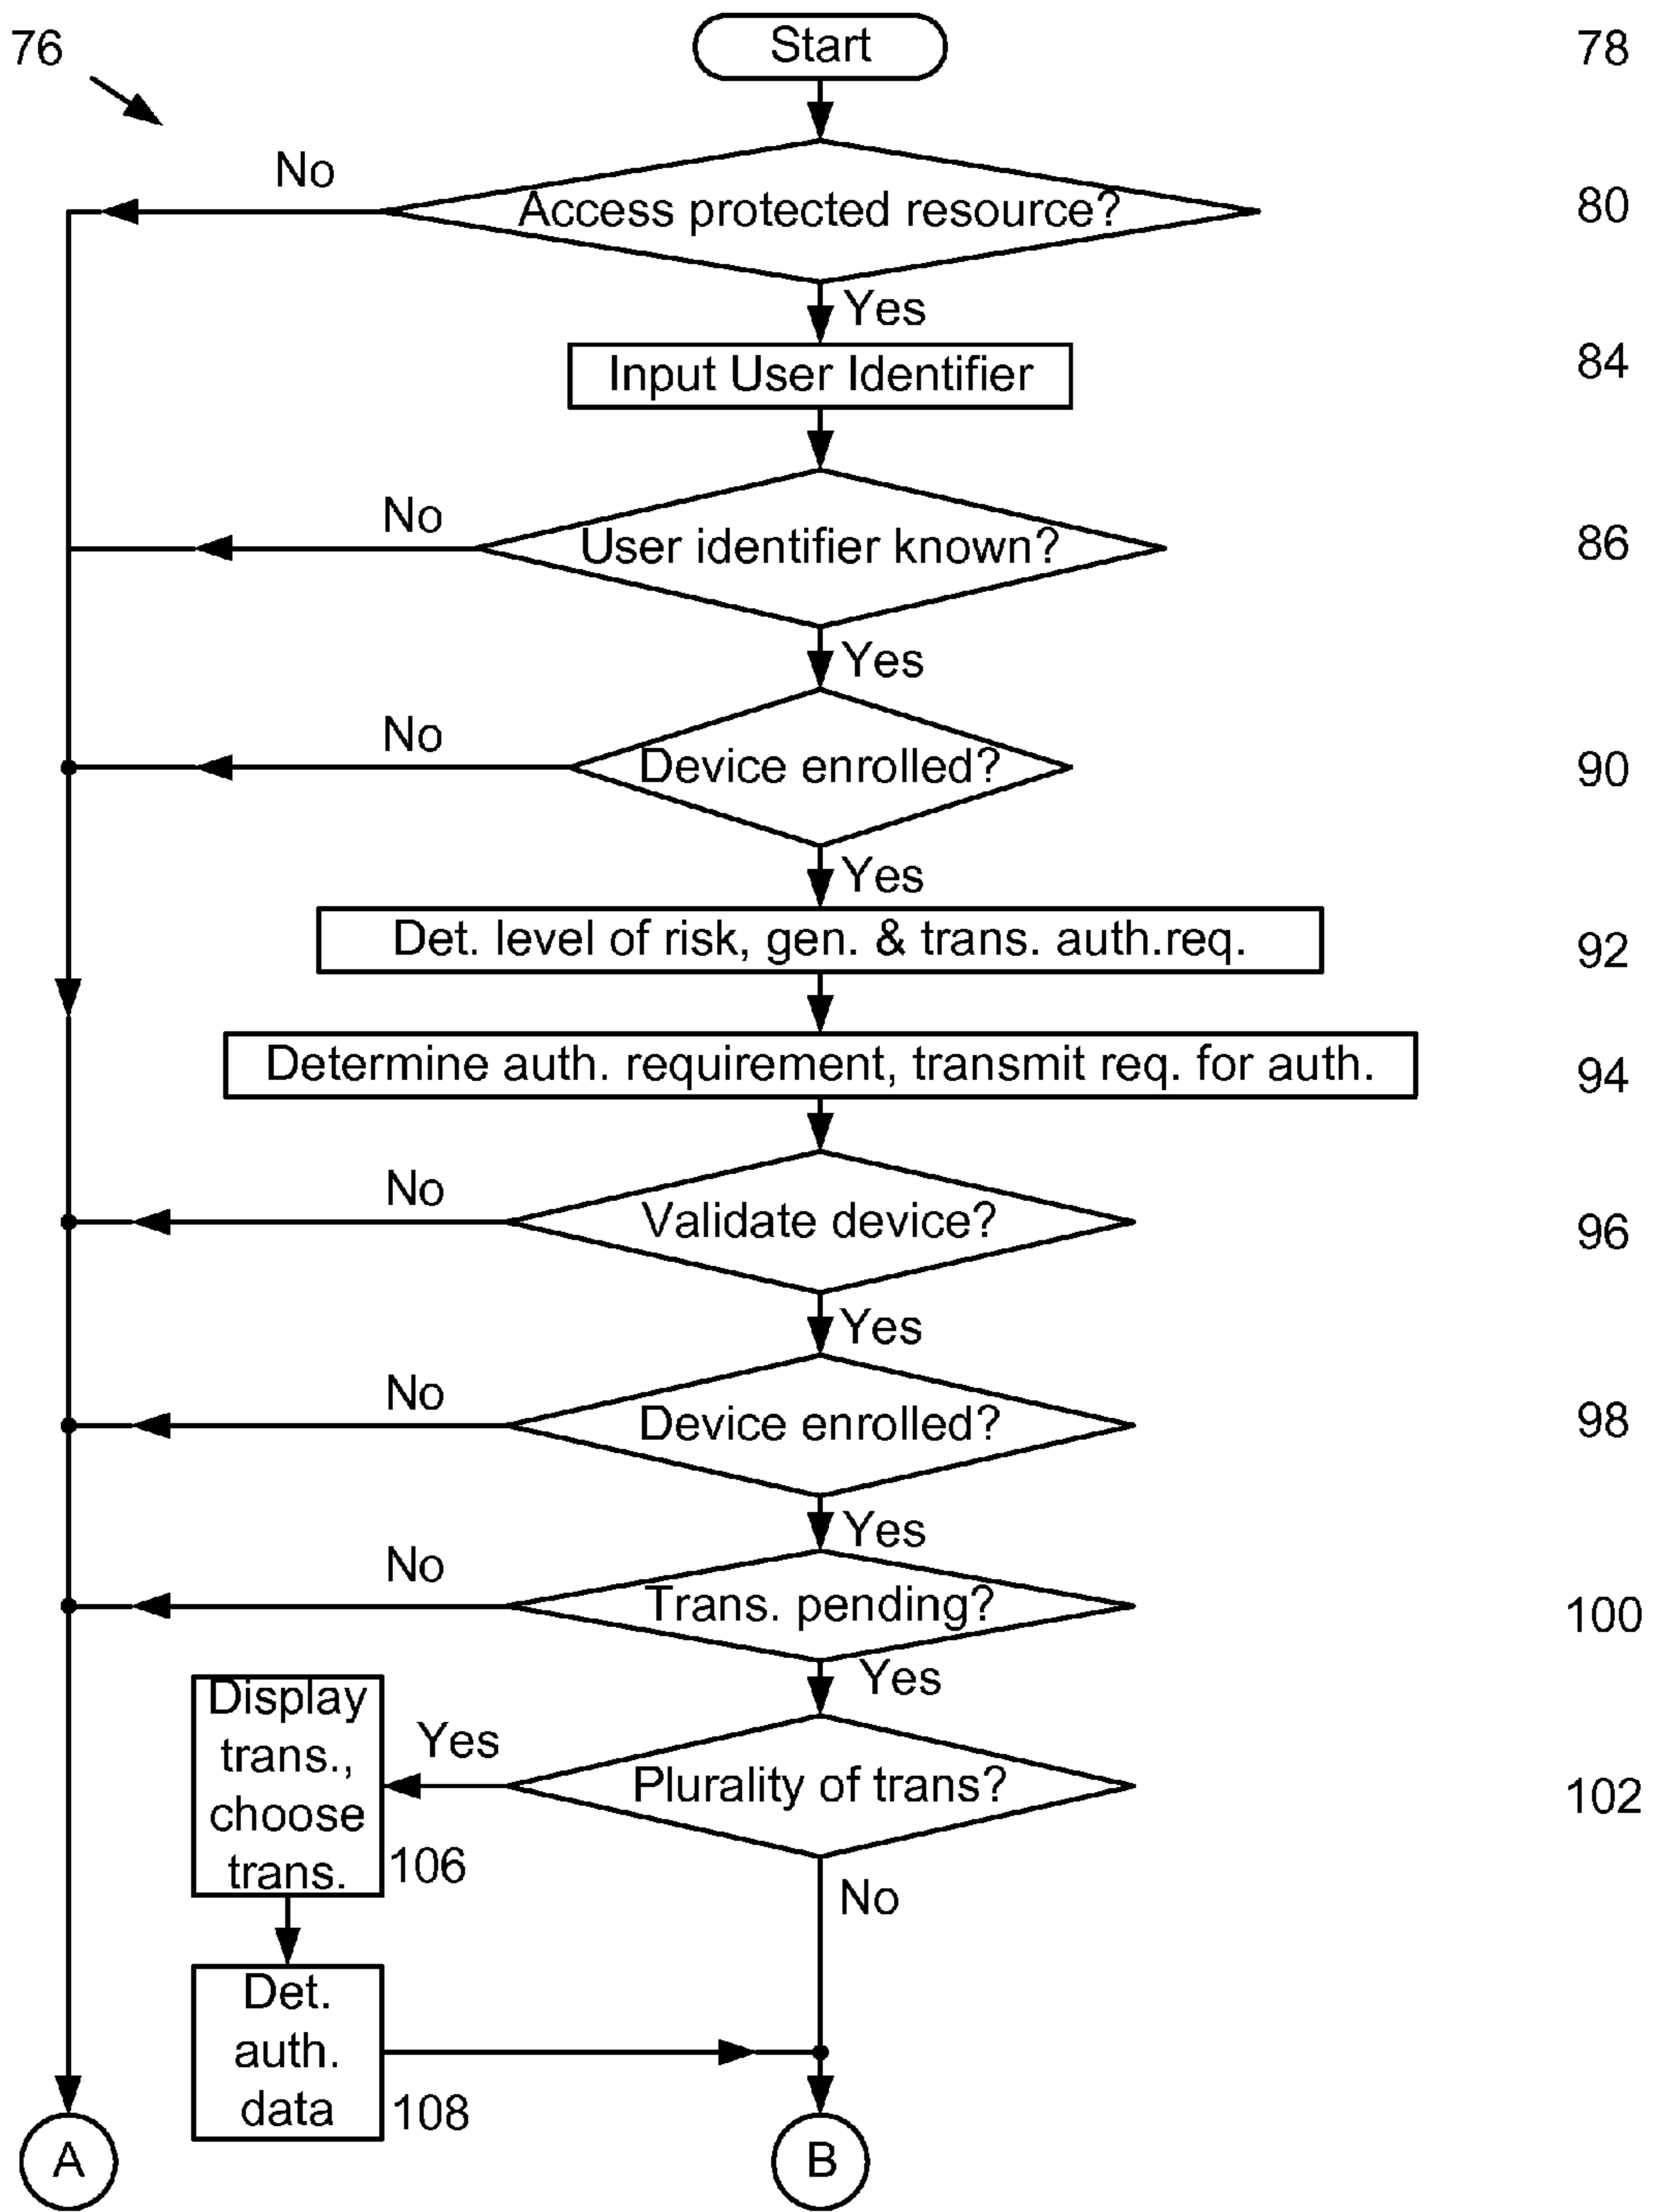 76
Start
78
No
Access protected resource?
80
Yes
Input User Identifier
84
No
User identifier known?
86
Yes
No
Device enrolled?
90
Yes
Det. level of risk, gen. & trans. auth.req.
92
Determine auth. requirement, transmit req. for auth.
94
No
Validate device?
96
Yes
No
Device enrolled?
98
Yes
No
Trans. pending?
100
Yes
Display
trans.,
choose
trans.
106
Yes
Plurality of trans?
102
No
Det.
auth.
data
108
A
B